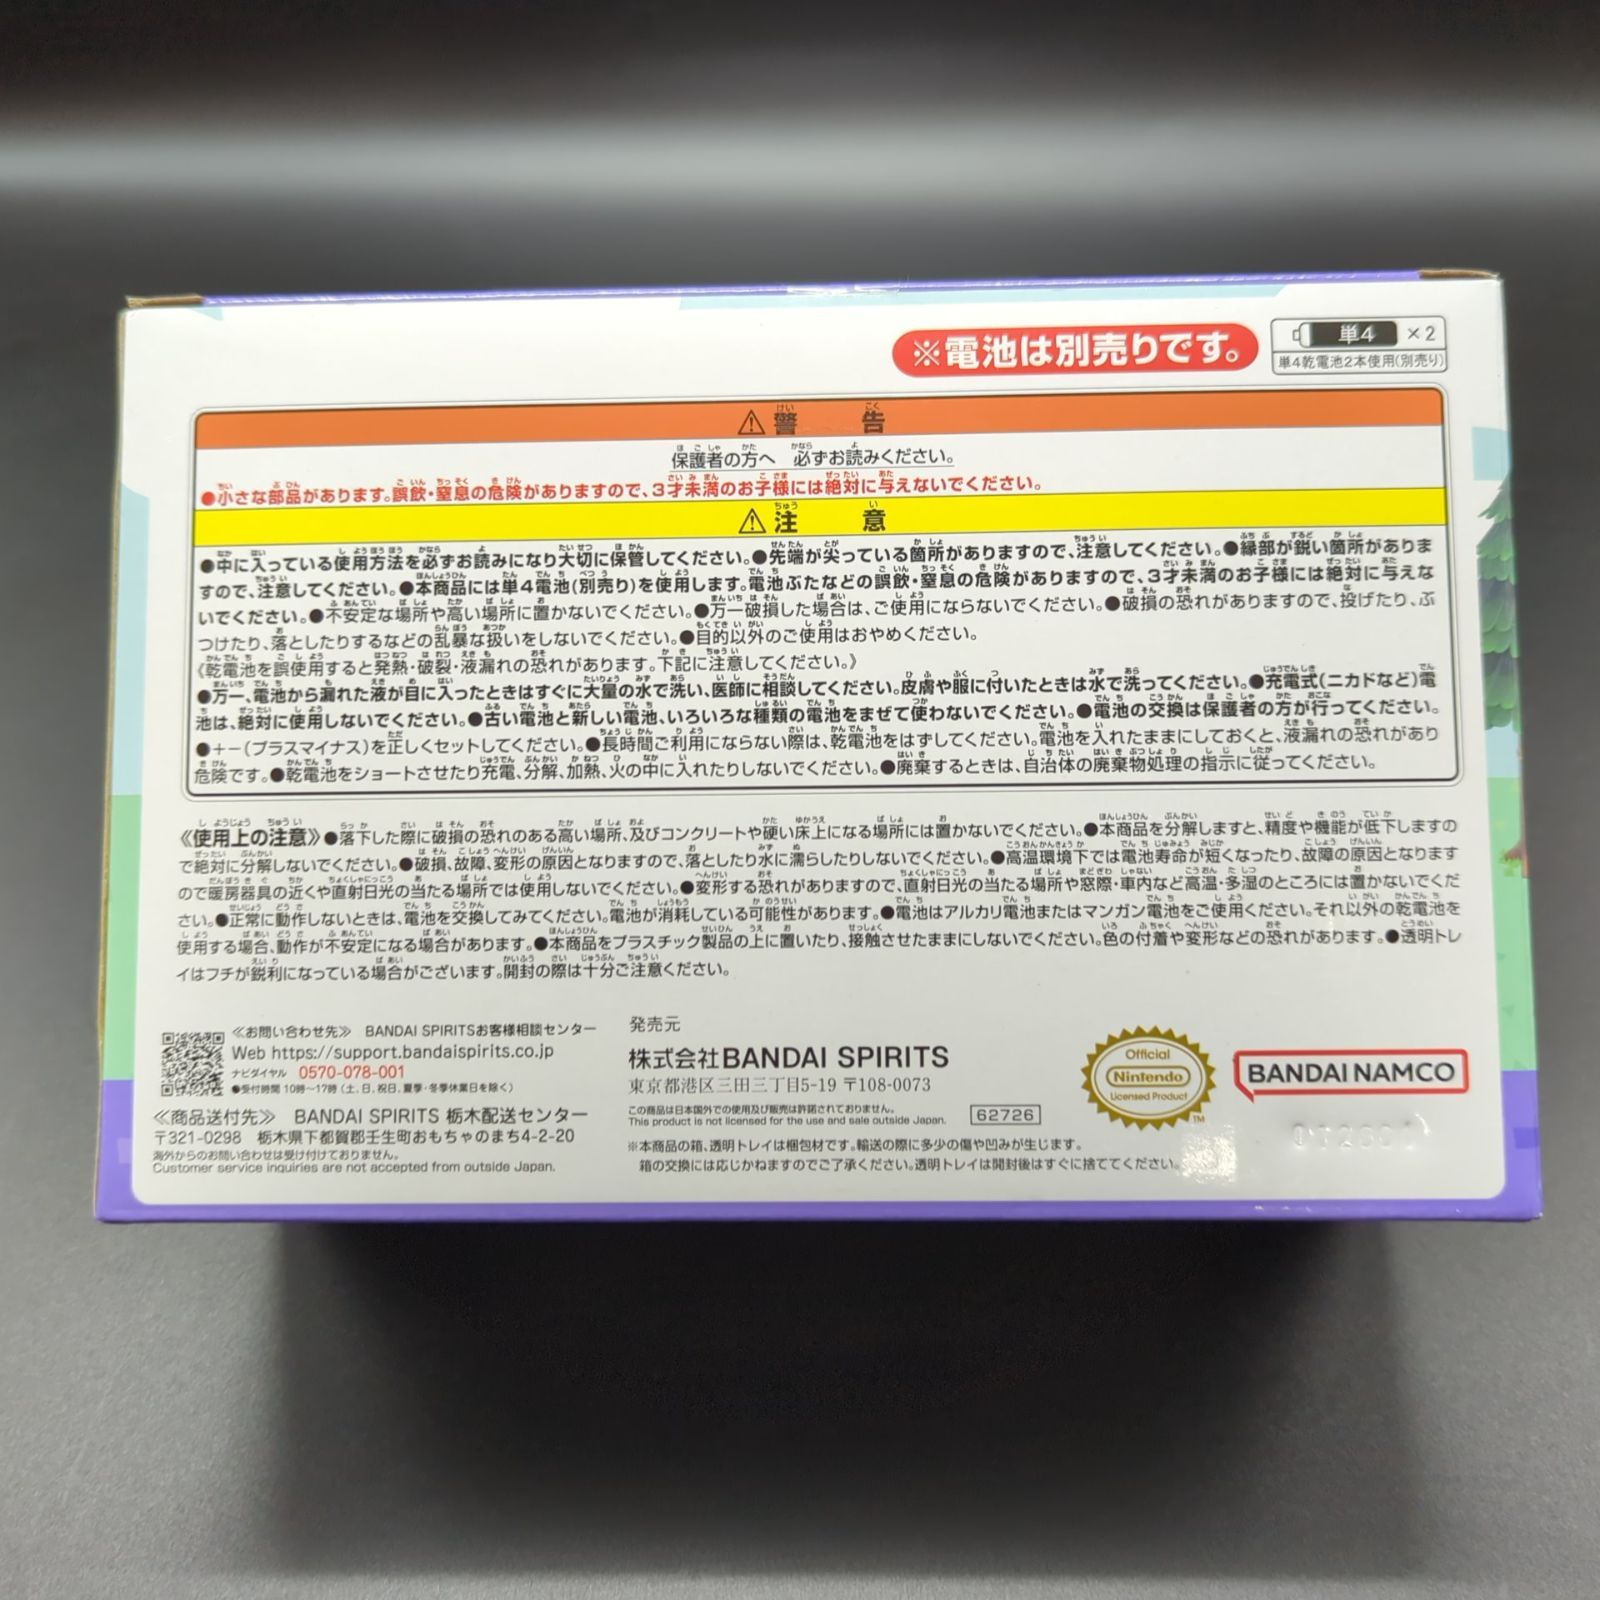 ※電池は別売りです。
単4 ×2
単4乾電池2本使用(別売り)
⚠警告
保護者の方へ 必ずお読みください。
●小さな部品があります。誤飲・窒息の危険がありますので、3才未満のお子様には絶対に与えないでください。
⚠注意
●中に入っている使用方法を必ずお読みになり大切に保管してください。●先端が尖っている箇所がありますので、注意してください。●縁部が鋭い箇所がありま
すので、注意してください。●本商品には単4電池(別売り)を使用します。電池ぶたなどの誤飲・窒息の危険がありますので、3才未満のお子様には絶対に与えな
いでください。●不安定な場所や高い場所に置かないでください。●万一破損した場合は、ご使用にならないでください。●破損の恐れがありますので、投げたり、ぶ
つけたり、落としたりするなどの乱暴な扱いをしないでください。●目的以外のご使用はおやめください。
《乾電池を誤使用すると発熱・破裂・液漏れの恐れがあります。下記に注意してください。》
●万一、電池から漏れた液が目に入ったときはすぐに大量の水で洗い、医師に相談してください。皮膚や服に付いたときは水で洗ってください。●充電式(ニカドなど)電
池は、絶対に使用しないでください。●古い電池と新しい電池、いろいろな種類の電池をまぜて使わないでください。●電池の交換は保護者の方が行ってください。
●+-(プラスマイナス)を正しくセットしてください。●長時間ご利用にならない際は、乾電池をはずしてください。電池を入れたままにしておくと、液漏れの恐れがあり
危険です。●乾電池をショートさせたり充電、分解、加熱、火の中に入れたりしないでください。●廃棄するときは、自治体の廃棄物処理の指示に従ってください。
《使用上の注意》●落下した際に破損の恐れのある高い場所、及びコンクリートや硬い床上になる場所には置かないでください。●本商品を分解しますと、精度や機能が低下しますの
で絶対に分解しないでください。●破損、故障、変形の原因となりますので、落としたり水に濡らしたりしないでください。●高温環境下では電池寿命が短くなったり、故障の原因となります
ので暖房器具の近くや直射日光の当たる場所では使用しないでください。●変形する恐れがありますので、直射日光の当たる場所や窓際・車内など高温・多湿のところには置かないでくだ
さい。●正常に動作しないときは、電池を交換してみてください。電池が消耗している可能性があります。●電池はアルカリ電池またはマンガン電池をご使用ください。それ以外の乾電池を
使用する場合、動作が不安定になる場合があります。●本商品をプラスチック製品の上に置いたり、接触させたままにしないでください。色の付着や変形などの恐れがあります。●透明トレ
イはフチが鋭利になっている場合がございます。開封の際は十分ご注意ください。
≪お問い合わせ先≫ BANDAI SPIRITSお客様相談センター
Web https://support.bandaispirits.co.jp
ナビダイヤル 0570-078-001
●受付時間 10時～17時(土、日、祝日、夏季・冬季休業日を除く)
≪商品送付先≫ BANDAI SPIRITS 栃木配送センター
〒321-0298 栃木県下都賀郡壬生町おもちゃのまち4-2-20
海外からのお問い合わせは受け付けておりません。
Customer service inquiries are not accepted from outside Japan.
発売元
株式会社BANDAI SPIRITS
東京都港区三田三丁目5-19 〒108-0073
この商品は日本国外での使用及び販売は許諾されておりません。
This product is not licensed for the use and sale outside Japan.
62726
※本商品の箱、透明トレイは梱包材です。輸送の際に多少の傷や凹みが生じます。
箱の交換には応じかねますのでご了承ください。透明トレイは開封後はすぐに捨ててください。
Official
Nintendo
Licensed Product
TM
BANDAI NAMCO